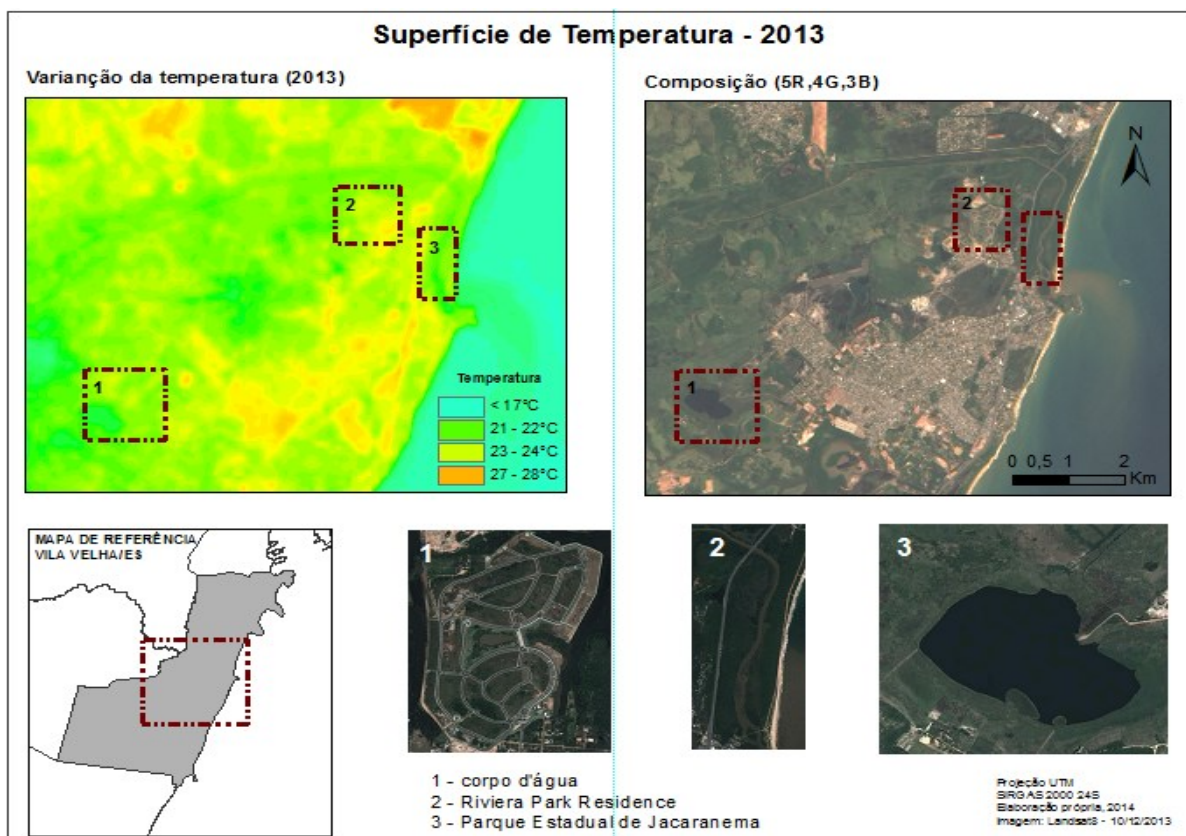 Superfície de Temperatura - 2013
Varianção da temperatura (2013)
Composição (5R,4G,3B)
2
3
1
Temperatura
< 17°C
21 - 22°C
23 - 24°C
27 - 28°C
N
2
1
0 0,5 1 2
Km
MAPA DE REFERÊNCIA
VILA VELHA/ES
1
2
3
1 - corpo d'água
2 - Riviera Park Residence
3 - Parque Estadual de Jacaranema
Projeção UTM
SIRGAS 2000 24S
Elaboração própria, 2014
Imagem: Landsat8 - 10/12/2013